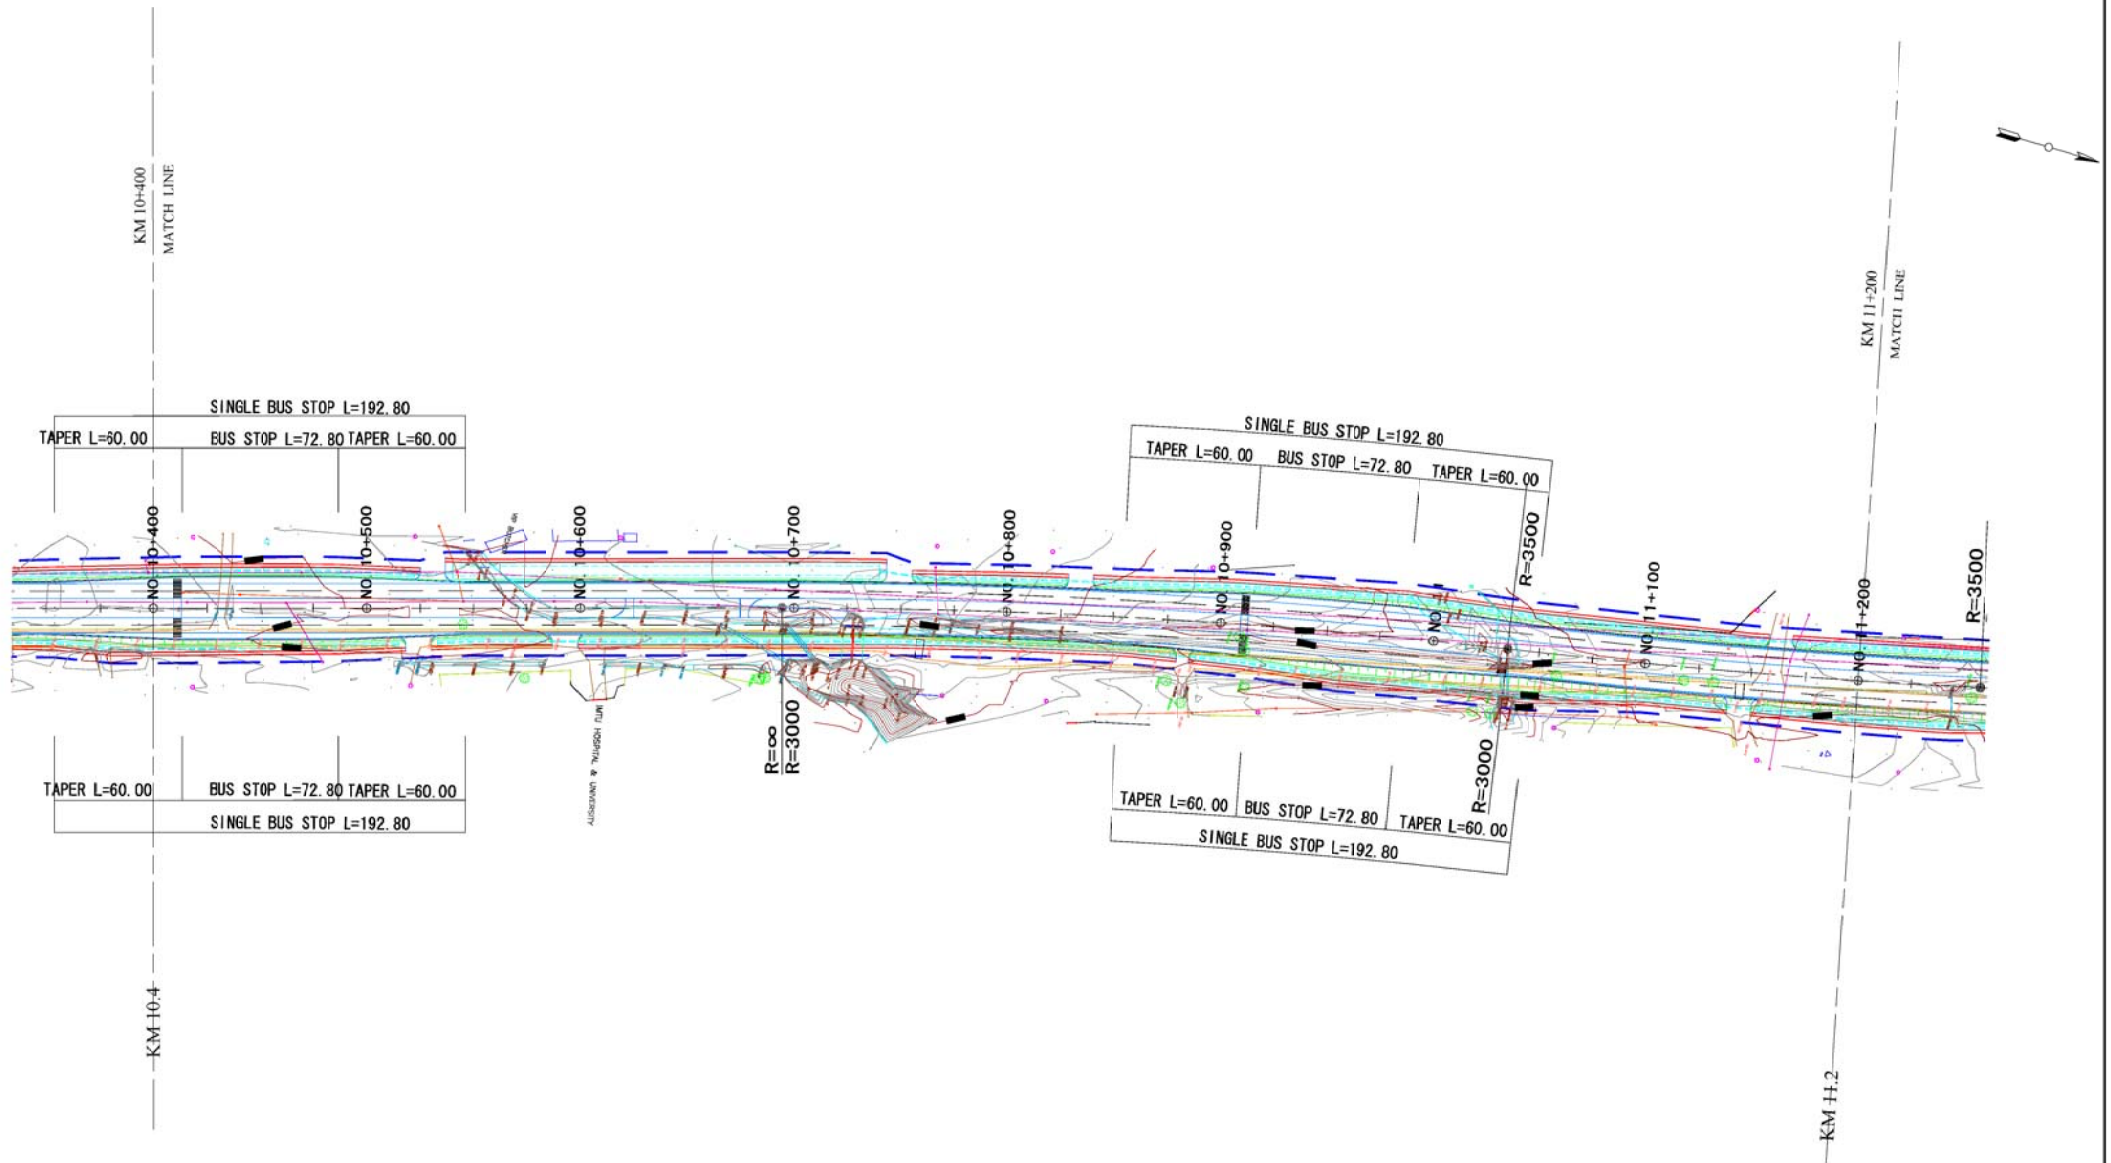 KM 10+400
MATCH LINE
KM 11+200
MATCH LINE
SINGLE BUS STOP L=192.80
TAPER L=60.00
BUS STOP L=72.80
TAPER L=60.00
SINGLE BUS STOP L=192.80
TAPER L=60.00
BUS STOP L=72.80
TAPER L=60.00
NO. 10+400
NO. 10+500
NO. 10+600
NO. 10+700
NO. 10+800
NO. 10+900
NO.
R=3500
NO. 11+100
NO. 11+200
R=3500
IMTU HOSPITAL & UNIVERSITY
R=∞
R=3000
R=3000
TAPER L=60.00
BUS STOP L=72.80
TAPER L=60.00
SINGLE BUS STOP L=192.80
TAPER L=60.00
BUS STOP L=72.80
TAPER L=60.00
SINGLE BUS STOP L=192.80
KM 10.4
KM 11.2